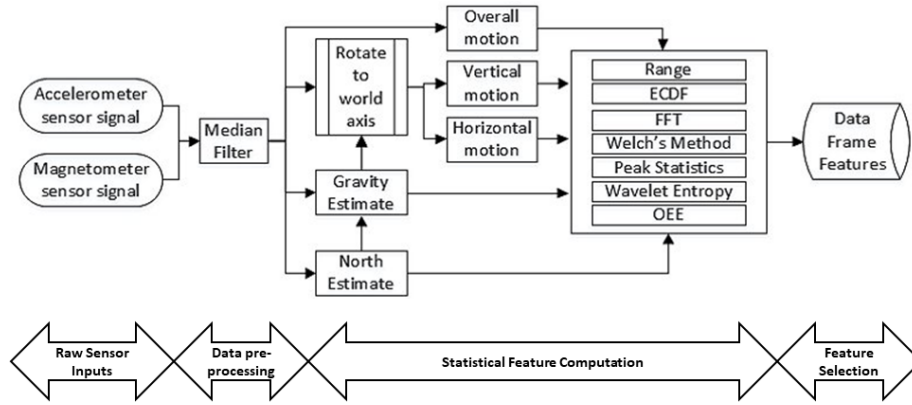 Overall
motion
Rotate
to
world
axis
Vertical
motion
Horizontal
motion
Accelerometer
sensor signal
Magnetometer
sensor signal
Median
Filter
Gravity
Estimate
North
Estimate
Range
ECDF
FFT
Welch's Method
Peak Statistics
Wavelet Entropy
OEE
Data
Frame
Features
Raw Sensor
Inputs
Data pre-
processing
Statistical Feature Computation
Feature
Selection